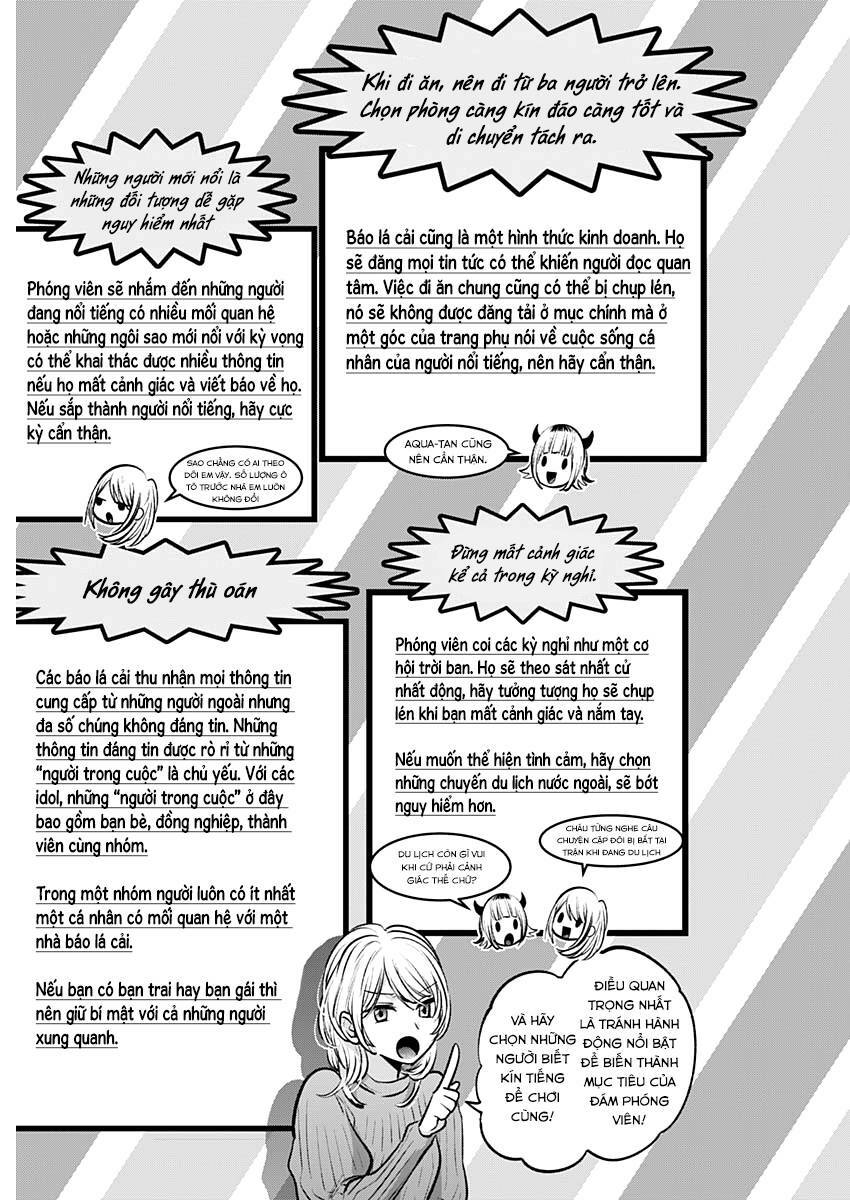 Khi đi ăn, nên đi từ ba người trở lên.
Chọn phòng càng kín đáo càng tốt và
di chuyển tách ra.
Báo lá cải cũng là một hình thức kinh doanh. Họ
sẽ đăng mọi tin tức có thể khiến người đọc quan
tâm. Việc đi ăn chung cũng có thể bị chụp lén,
nó sẽ không được đăng tải ở mục chính mà ở
một góc của trang phụ nói về cuộc sống cá
nhân của người nổi tiếng, nên hãy cẩn thận.
AQUA-TAN CŨNG
NÊN CẨN THẬN.
Những người mới nổi là
những đối tượng dễ gặp
nguy hiểm nhất
Phóng viên sẽ nhắm đến những người
đang nổi tiếng có nhiều mối quan hệ
hoặc những ngôi sao mới nổi với kỳ vọng
có thể khai thác được nhiều thông tin
nếu họ mất cảnh giác và viết báo về họ.
Nếu sắp thành người nổi tiếng, hãy cực
kỳ cẩn thận.
SAO CHẲNG CÓ AI THEO
DÕI EM VẬY. SỐ LƯỢNG Ô
TÔ TRƯỚC NHÀ EM LUÔN
KHÔNG ĐỔI
Đừng mất cảnh giác
kể cả trong kỳ nghỉ.
Phóng viên coi các kỳ nghỉ như một cơ
hội trời ban. Họ sẽ theo sát nhất cử
nhất động, hãy tưởng tượng họ sẽ chụp
lén khi bạn mất cảnh giác và nắm tay.
Nếu muốn thể hiện tình cảm, hãy chọn
những chuyến du lịch nước ngoài, sẽ bớt
nguy hiểm hơn.
CHÁU TỪNG NGHE CÂU
CHUYỆN CẶP ĐÔI BỊ BẮT TẠI
TRẬN KHI ĐANG DU LỊCH
DU LỊCH CÒN GÌ VUI
KHI CỨ PHẢI CẢNH
GIÁC THẾ CHỨ?
Không gây thù oán
Các báo lá cải thu nhận mọi thông tin
cung cấp từ những người ngoài nhưng
đa số chúng không đáng tin. Những
thông tin đáng tin được rò rỉ từ những
“người trong cuộc” là chủ yếu. Với các
idol, những “người trong cuộc” ở đây
bao gồm bạn bè, đồng nghiệp, thành
viên cùng nhóm.
Trong một nhóm người luôn có ít nhất
một cá nhân có mối quan hệ với một
nhà báo lá cải.
Nếu bạn có bạn trai hay bạn gái thì
nên giữ bí mật với cả những người
xung quanh.
ĐIỀU QUAN
TRỌNG NHẤT
LÀ TRÁNH HÀNH
ĐỘNG NỔI BẬT
ĐỂ BIẾN THÀNH
MỤC TIÊU CỦA
ĐÁM PHÓNG
VIÊN!
VÀ HÃY
CHỌN NHỮNG
NGƯỜI BIẾT
KÍN TIẾNG
ĐỂ CHƠI
CÙNG!